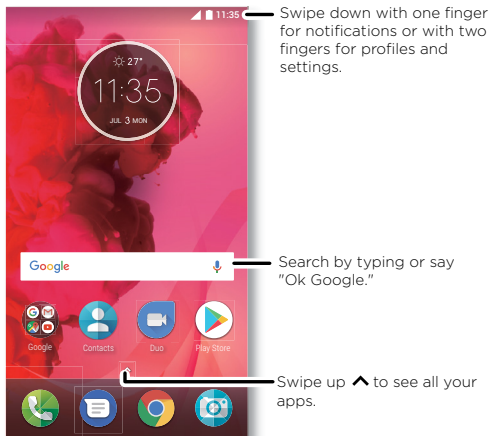 11:35
Swipe down with one finger
for notifications or with two
fingers for profiles and
settings.
27°
11:35
JUL 3 MON
Google
Search by typing or say
"Ok Google."
Google
Contacts
Duo
Play Store
Swipe up ^ to see all your
apps.